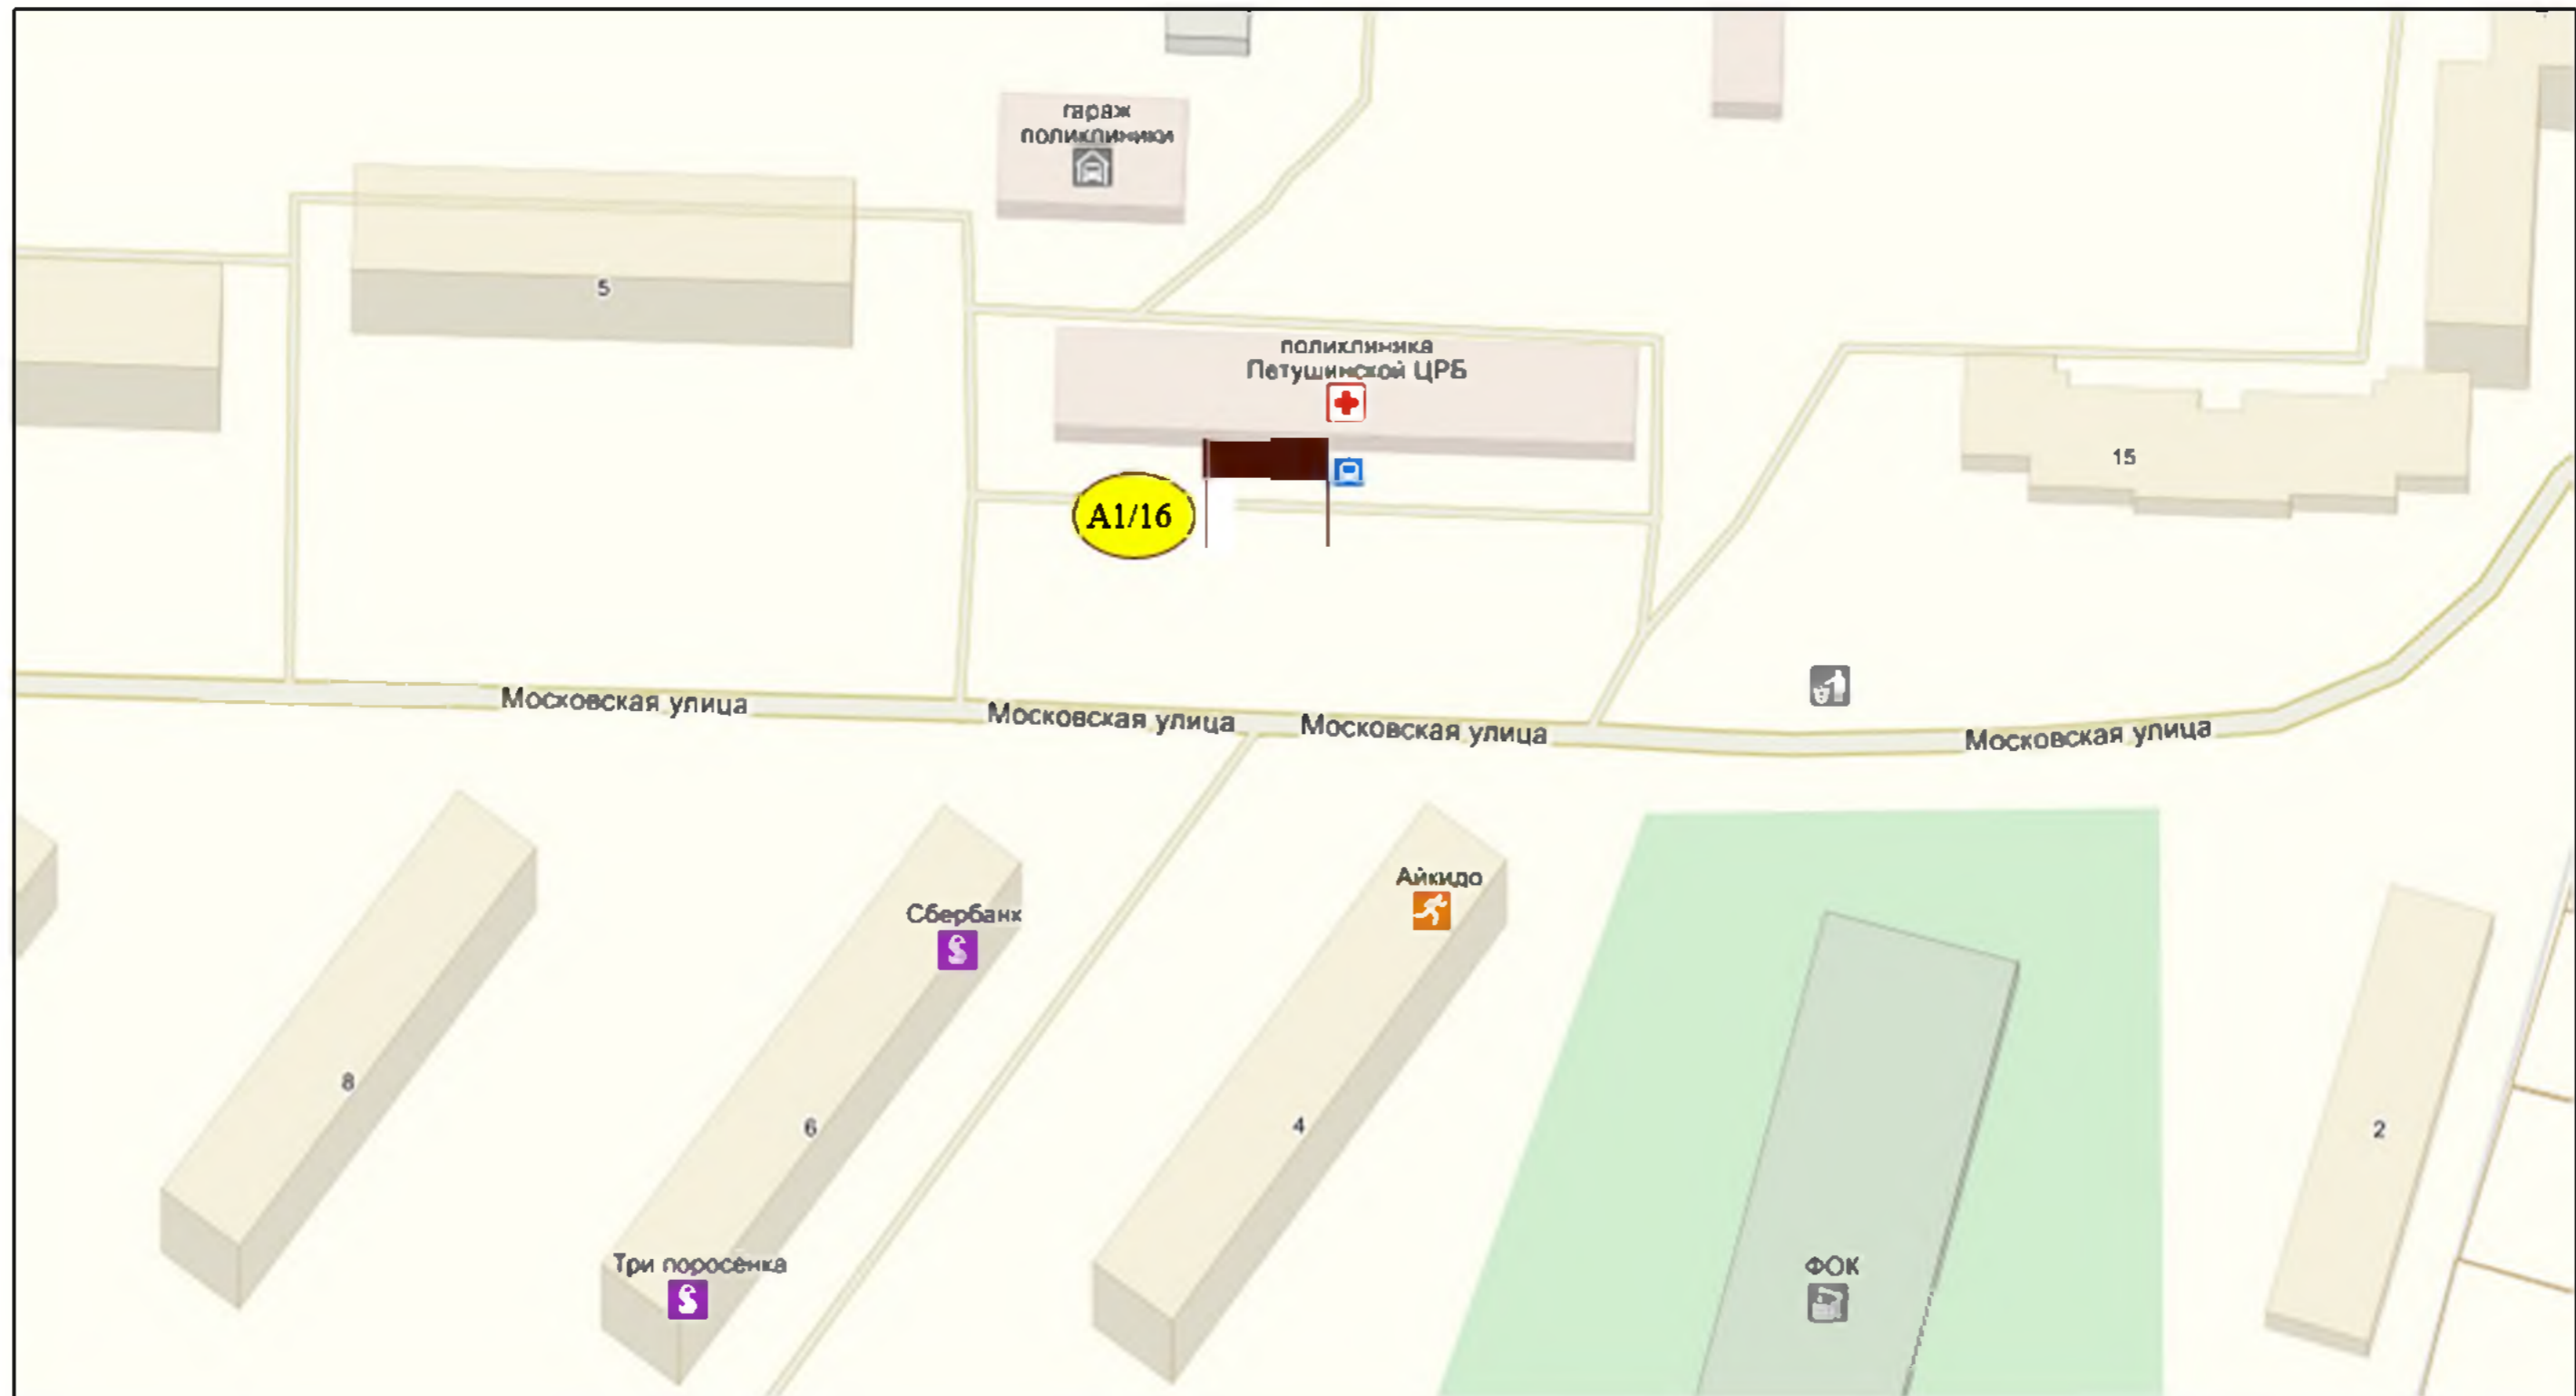 гараж
поликлиники
5
поликлиника
Петушинской ЦРБ
15
А1/16
Московская улица
Московская улица
Московская улица
Московская улица
Айкидо
Сбербанк
8
6
4
2
Три поросёнка
ФОК